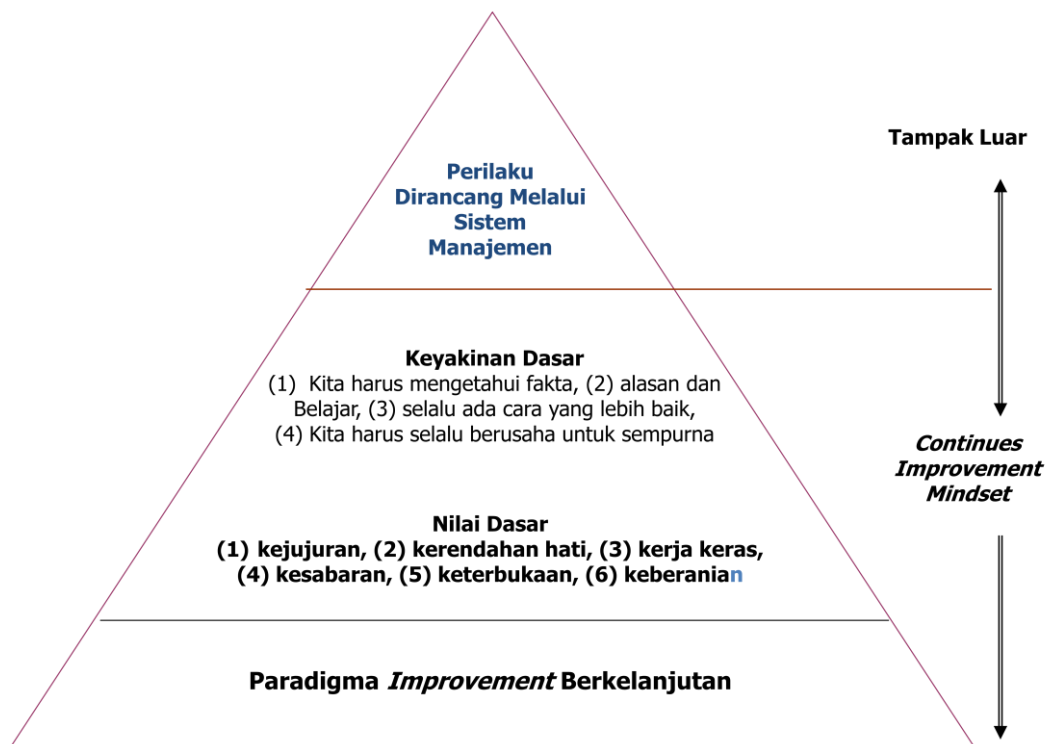 Perilaku
Dirancang Melalui
Sistem
Manajemen
Tampak Luar
Keyakinan Dasar
(1) Kita harus mengetahui fakta, (2) alasan dan
Belajar, (3) selalu ada cara yang lebih baik,
(4) Kita harus selalu berusaha untuk sempurna
Continues
Improvement
Mindset
Nilai Dasar
(1) kejujuran, (2) kerendahan hati, (3) kerja keras,
(4) kesabaran, (5) keterbukaan, (6) keberanian
Paradigma Improvement Berkelanjutan